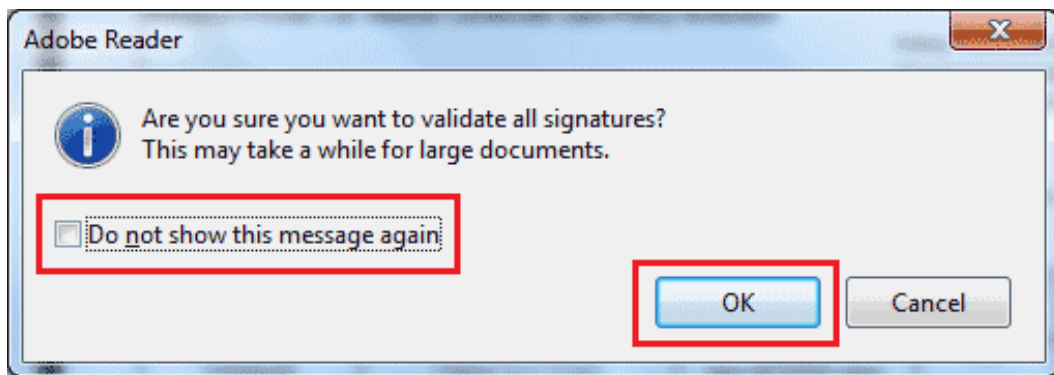 Adobe Reader
Are you sure you want to validate all signatures?
This may take a while for large documents.
Do not show this message again
OK
Cancel